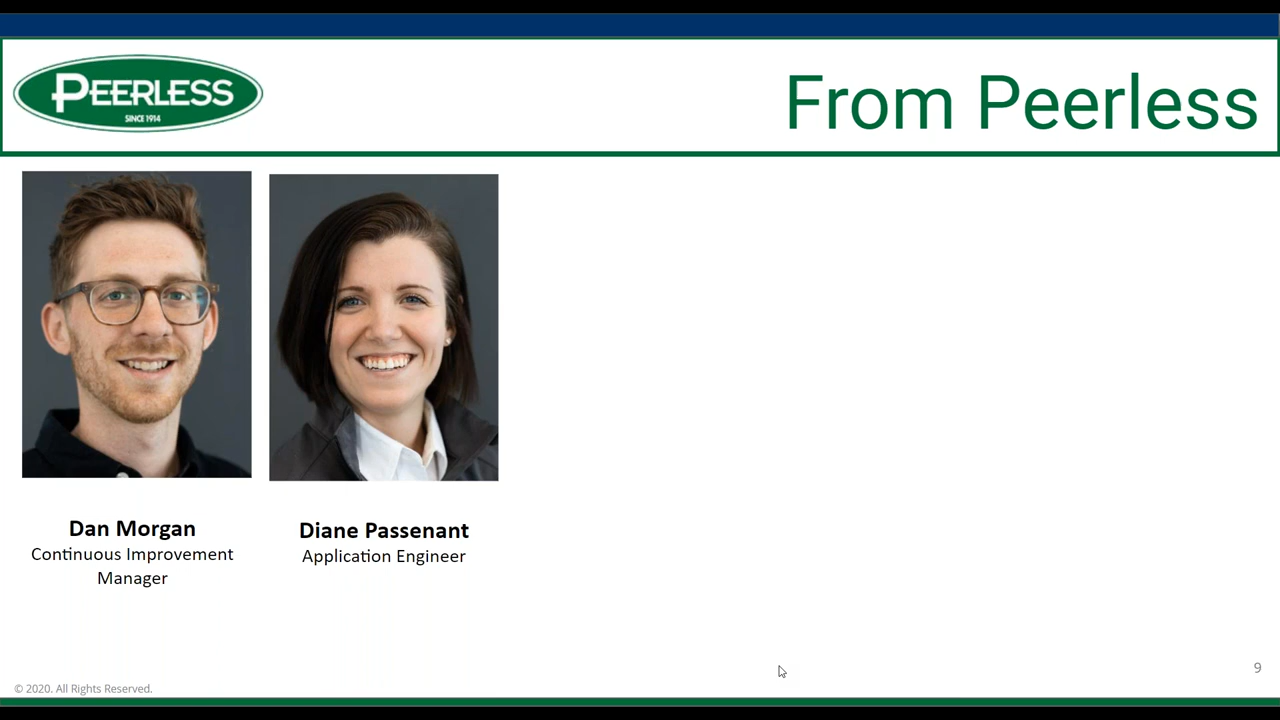 PEERLESS
SINCE 1914
From Peerless
Dan Morgan
Continuous Improvement
Manager
Diane Passenant
Application Engineer
9
© 2020. All Rights Reserved.